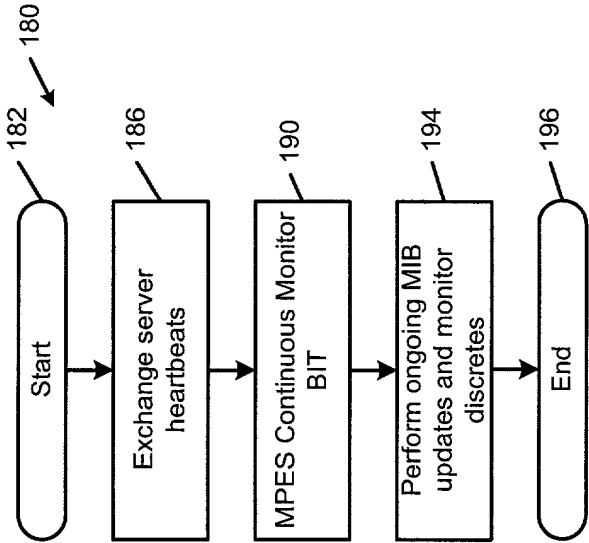 180
182
Start
186
Exchange server
heartbeats
190
MPES Continuous Monitor
BIT
194
Perform ongoing MIB
updates and monitor
discretes
196
End